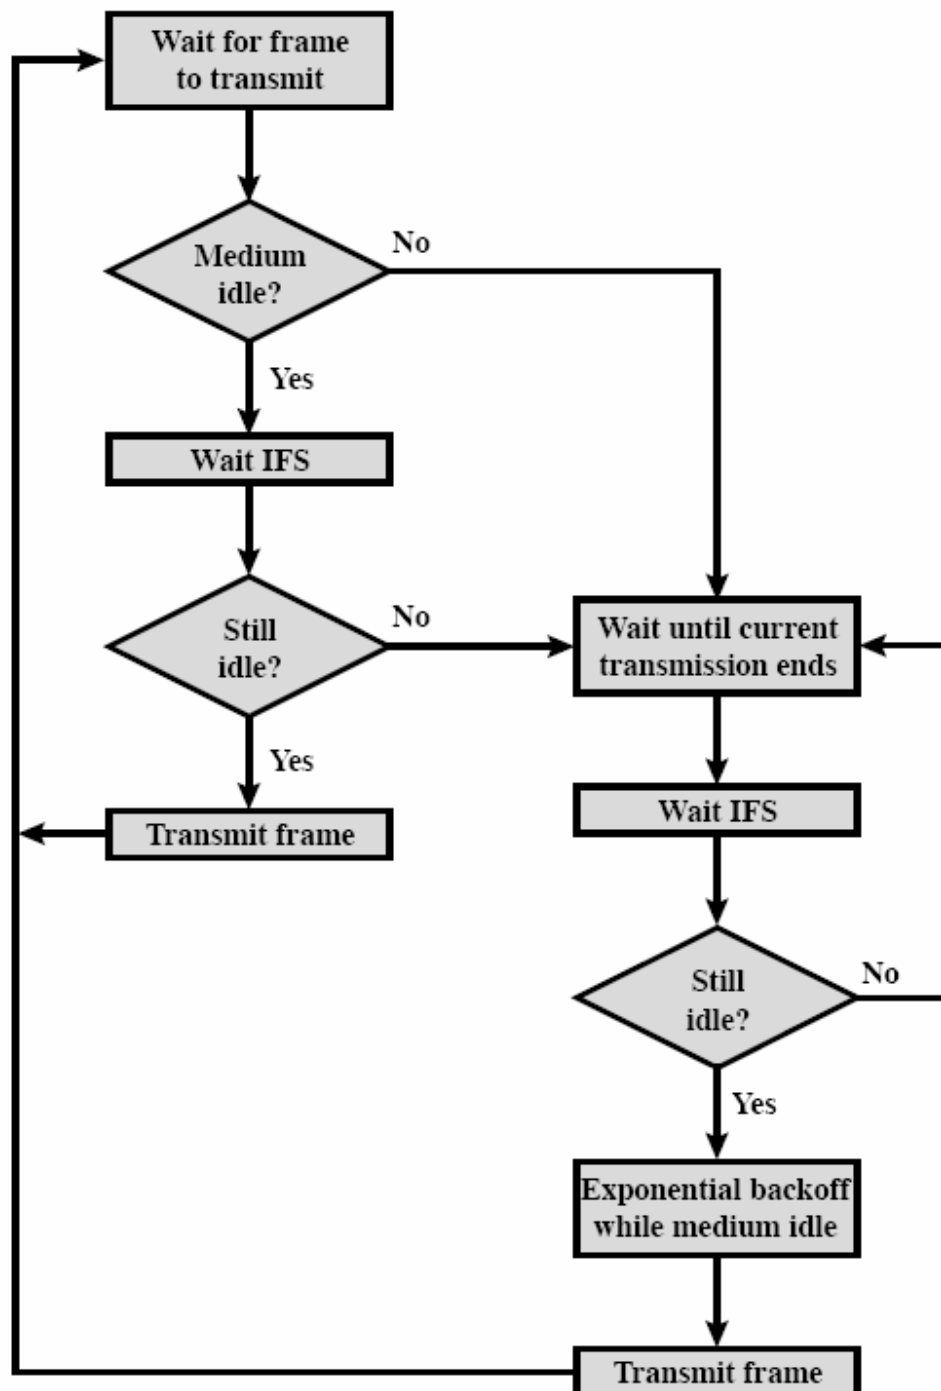 Wait for frame
to transmit
Medium
idle?
No
Yes
Wait IFS
Still
idle?
No
Yes
Transmit frame
Wait until current
transmission ends
Wait IFS
Still
idle?
No
Yes
Exponential backoff
while medium idle
Transmit frame